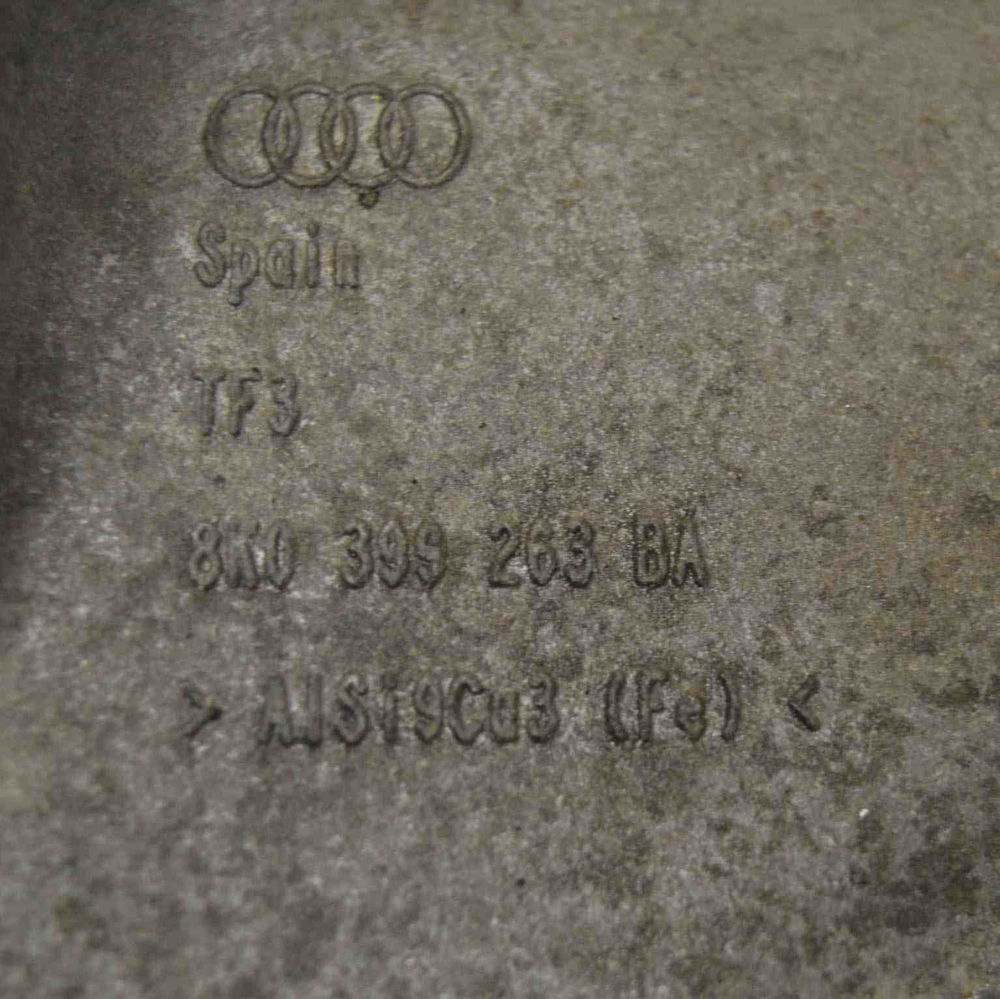 Spain
TF3
8K0 399 263 BA
> AlSi9Cu3 (Fe) <